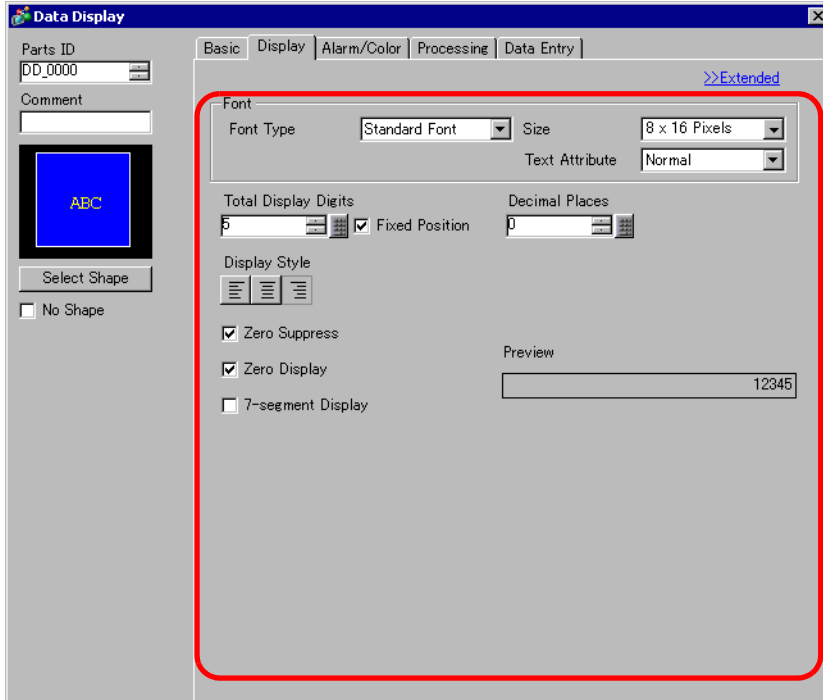 Data Display
Parts ID
DD_0000
Comment
ABC
Select Shape
No Shape
Basic Display Alarm/Color Processing Data Entry
>>Extended
Font
Font Type Standard Font Size 8 x 16 Pixels
Text Attribute Normal
Total Display Digits Decimal Places
5 Fixed Position 0
Display Style
Zero Suppress
Zero Display
7-segment Display
Preview
12345